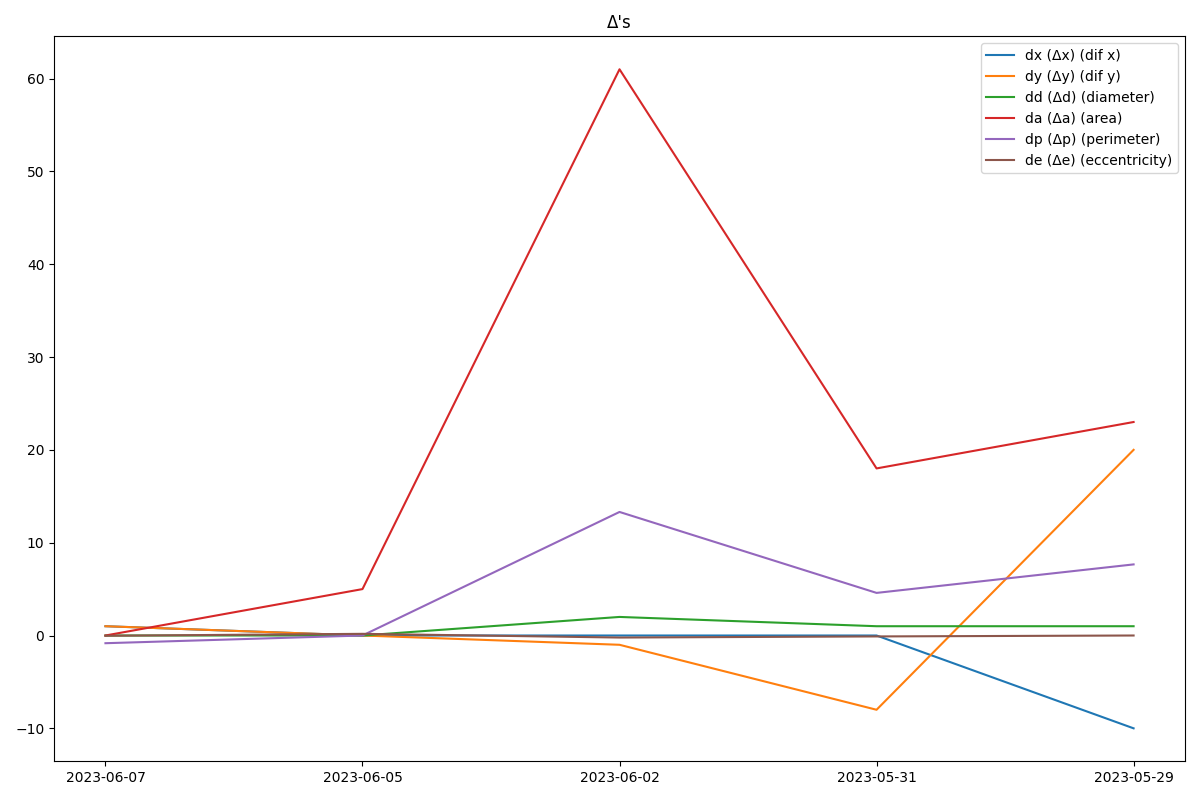 Δ's
dx (Δx) (dif x)
dy (Δy) (dif y)
dd (Δd) (diameter)
da (Δa) (area)
dp (Δp) (perimeter)
de (Δe) (eccentricity)
60
50
40
30
20
10
0
−10
2023-06-07 2023-06-05 2023-06-02 2023-05-31 2023-05-29